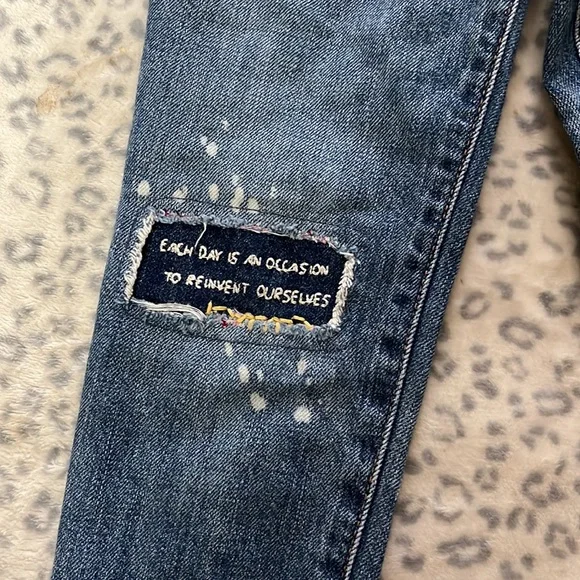 EACH DAY IS AN OCCASION
TO REINVENT OURSELVES